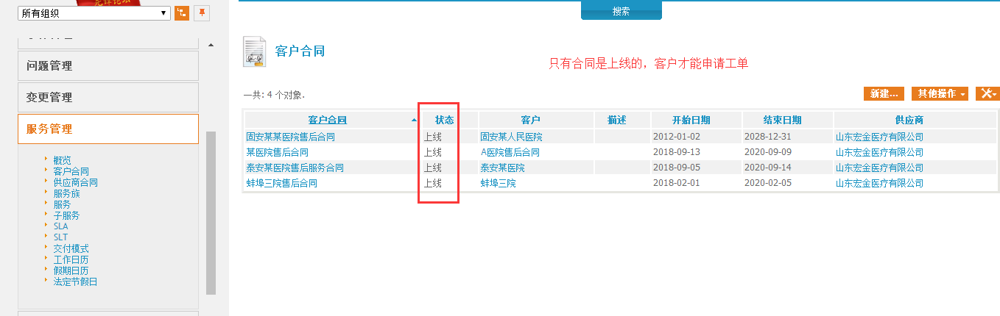 所有组织
搜索
问题管理
变更管理
服务管理
概览
客户合同
供应商合同
服务族
服务
子服务
SLA
SLT
交付模式
工作日历
假期日历
法定节假日
客户合同
只有合同是上线的，客户才能申请工单
一共: 4 个对象.
新建... 其他操作
客户合同 状态 客户 描述 开始日期 结束日期 供应商
固安某某医院售后合同 上线 固安某人民医院 2012-01-02 2028-12-31 山东宏金医疗有限公司
某医院售后合同 上线 A医院售后合同 2018-09-13 2020-09-09 山东宏金医疗有限公司
泰安某医院售后服务合同 上线 泰安某医院 2018-09-05 2020-09-14 山东宏金医疗有限公司
蚌埠三院售后合同 上线 蚌埠三院 2018-02-01 2020-02-05 山东宏金医疗有限公司